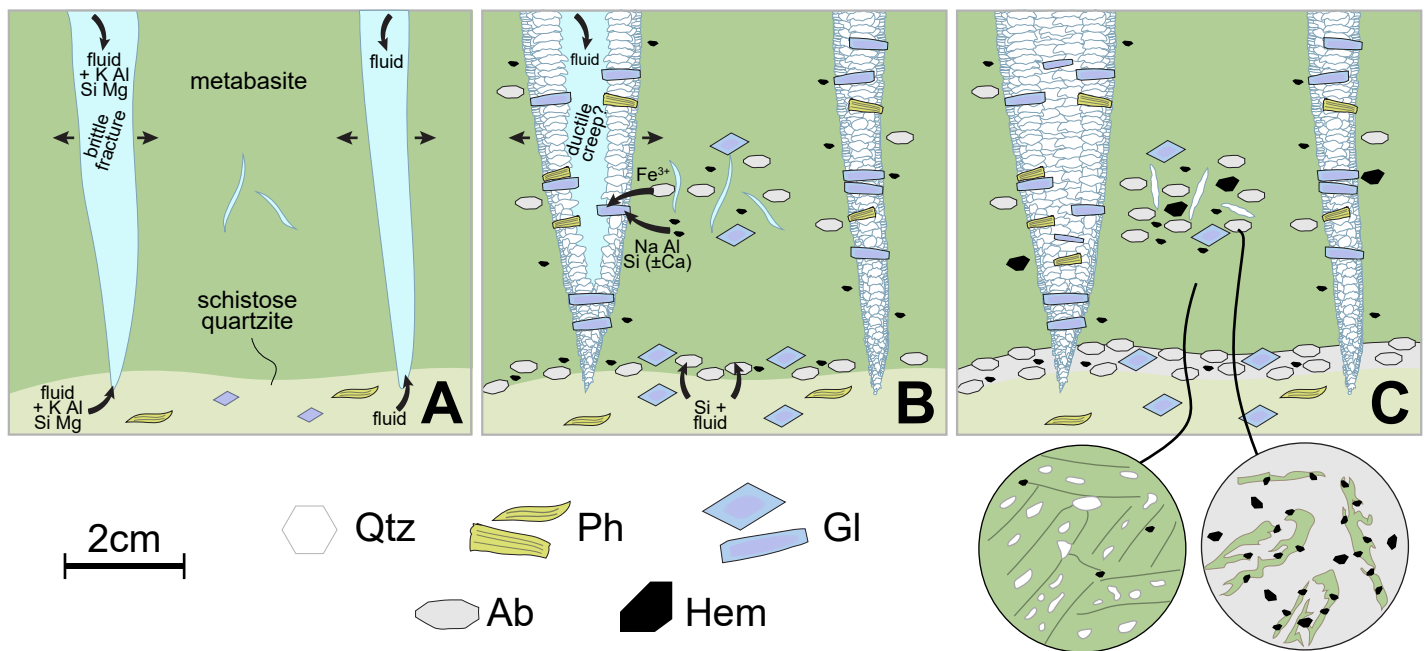 fluid
+ K Al
Si Mg
brittle
fracture
metabasite
fluid
schistose
quartzite
fluid
+ K Al
Si Mg
fluid
A
fluid
ductile
creep?
Fe³⁺
Na Al
Si (±Ca)
Si +
fluid
B
C
2cm
Qtz
Ph
Gl
Ab
Hem